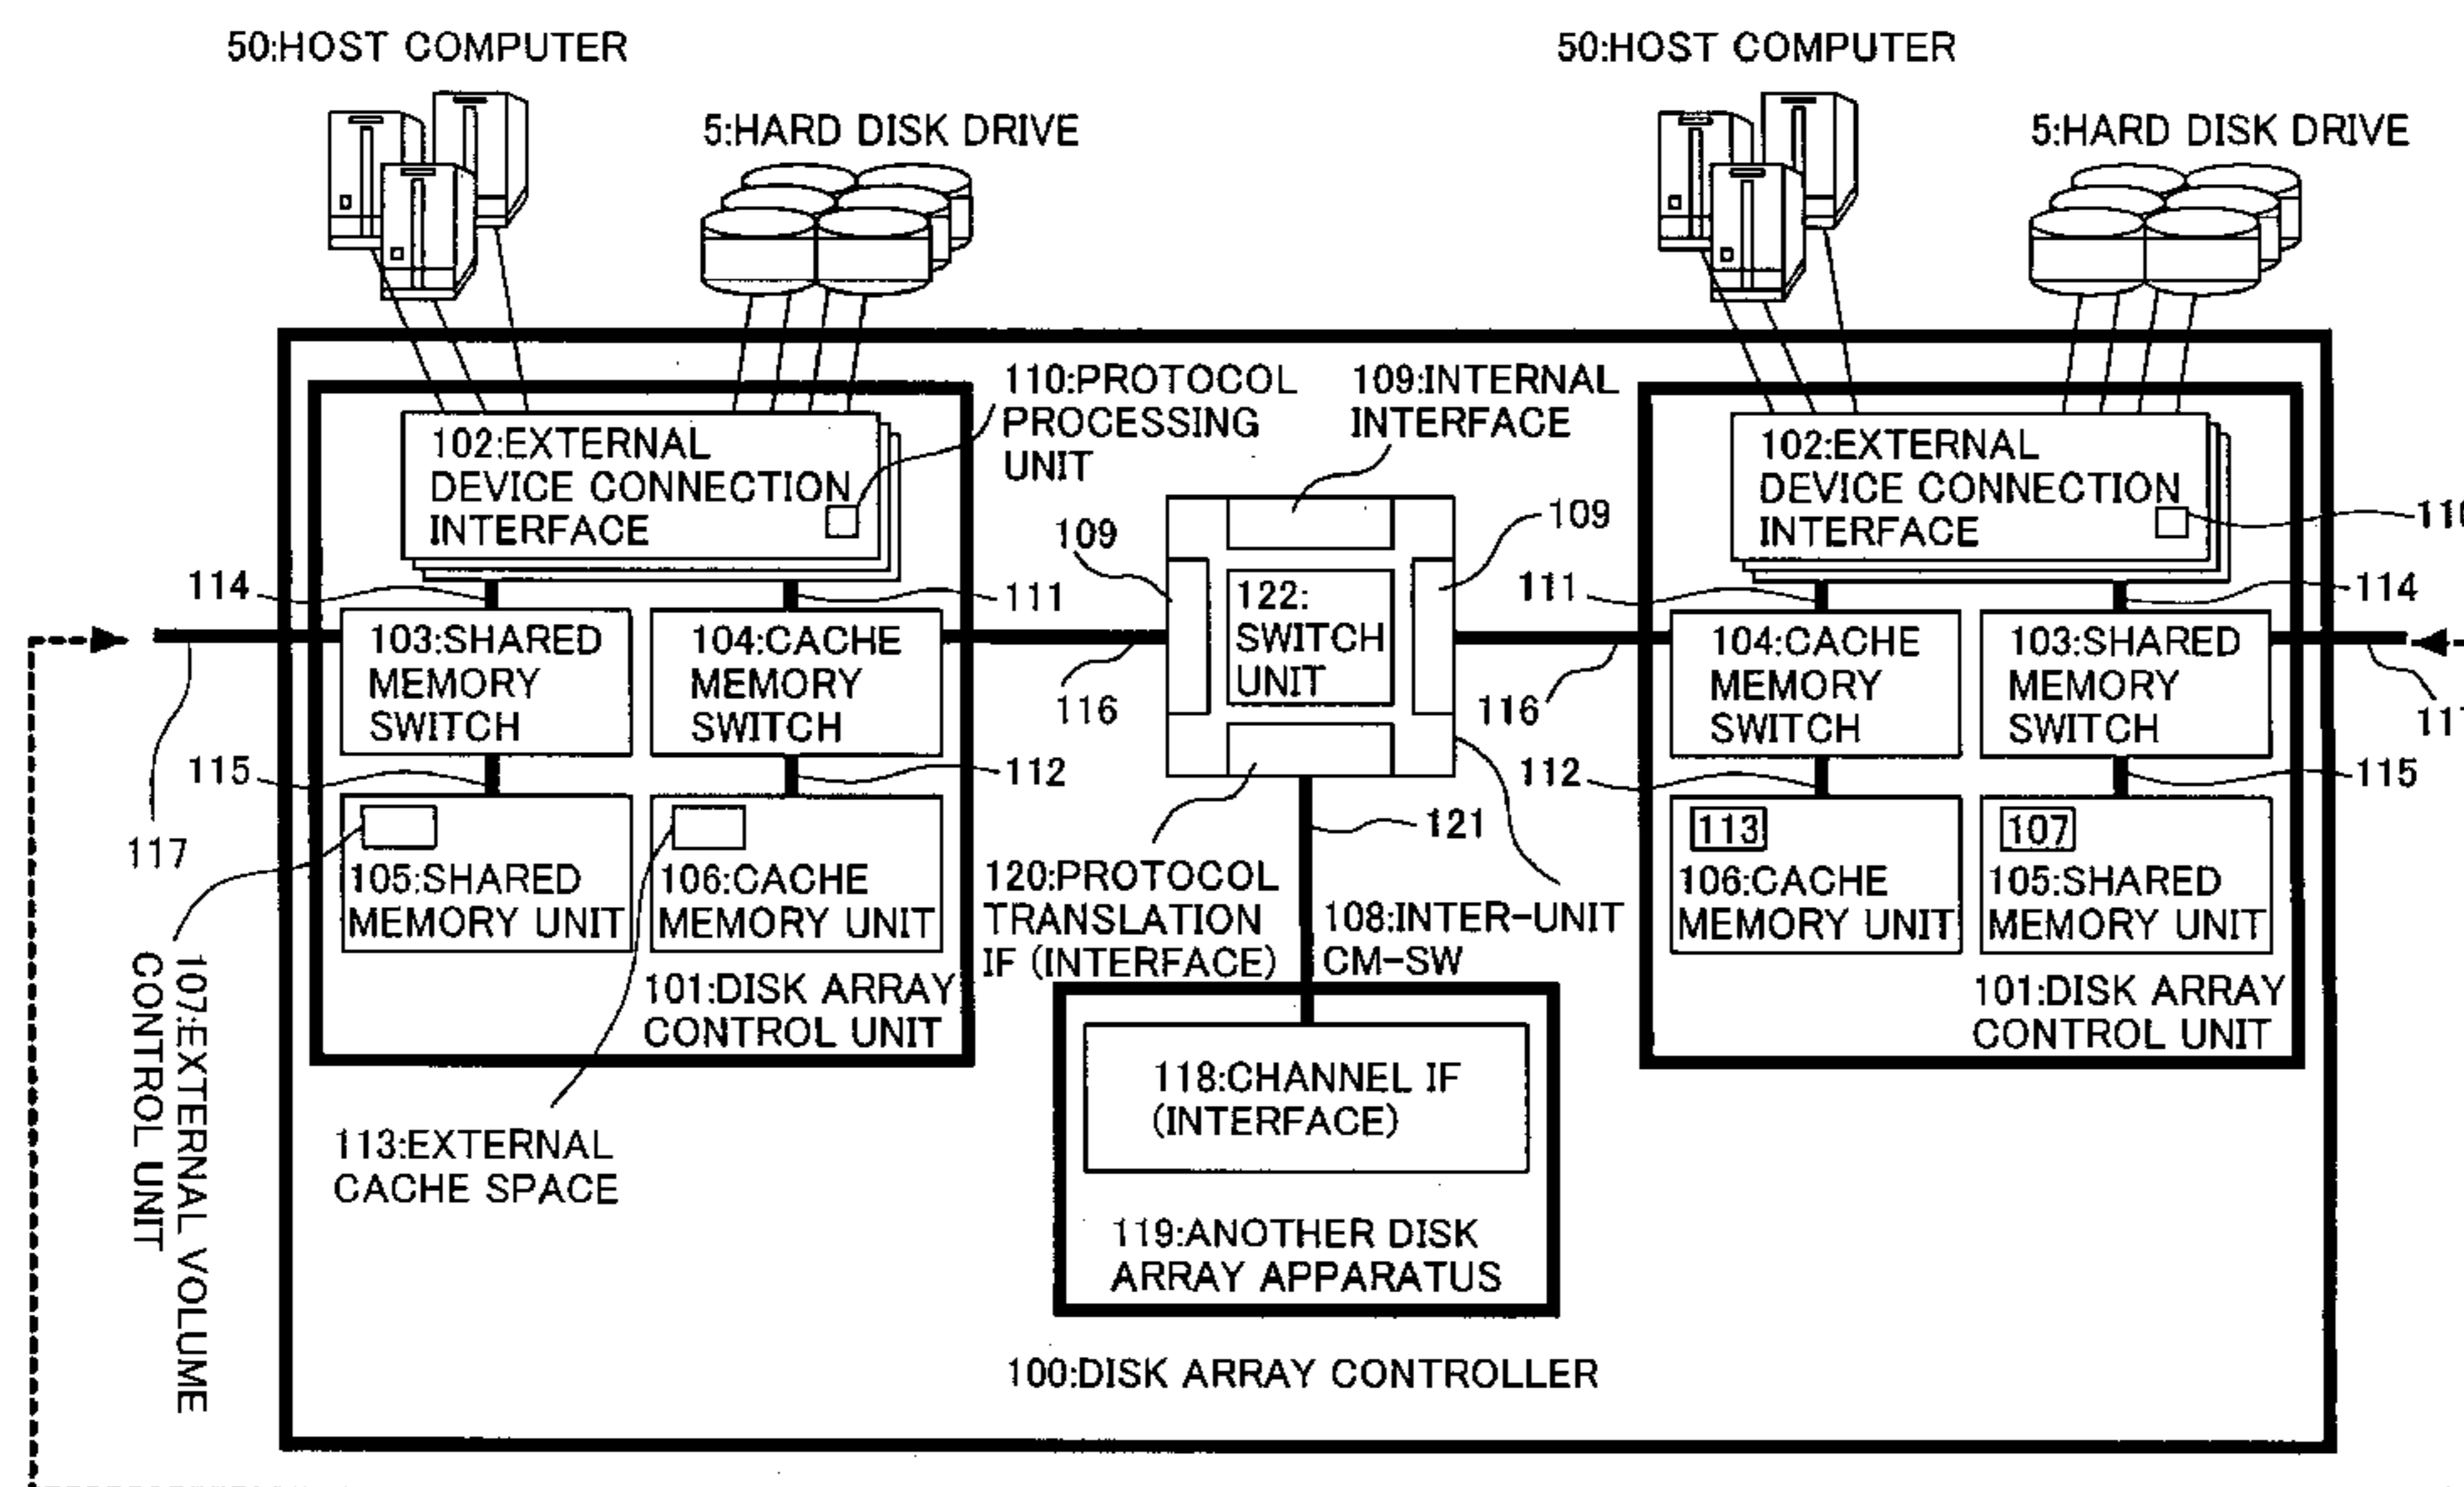 50:HOST COMPUTER
5:HARD DISK DRIVE
50:HOST COMPUTER
5:HARD DISK DRIVE
110:PROTOCOL
PROCESSING
UNIT
109:INTERNAL
INTERFACE
102:EXTERNAL
DEVICE CONNECTION
INTERFACE
102:EXTERNAL
DEVICE CONNECTION
INTERFACE
109
109
114
111
111
114
103:SHARED
MEMORY
SWITCH
104:CACHE
MEMORY
SWITCH
122:
SWITCH
UNIT
104:CACHE
MEMORY
SWITCH
103:SHARED
MEMORY
SWITCH
116
116
115
112
112
115
117
121
113
107
105:SHARED
MEMORY UNIT
106:CACHE
MEMORY UNIT
120:PROTOCOL
TRANSLATION
IF (INTERFACE)
108:INTER-UNIT
CM-SW
106:CACHE
MEMORY UNIT
105:SHARED
MEMORY UNIT
101:DISK ARRAY
CONTROL UNIT
101:DISK ARRAY
CONTROL UNIT
107:EXTERNAL VOLUME
CONTROL UNIT
113:EXTERNAL
CACHE SPACE
118:CHANNEL IF
(INTERFACE)
119:ANOTHER DISK
ARRAY APPARATUS
100:DISK ARRAY CONTROLLER